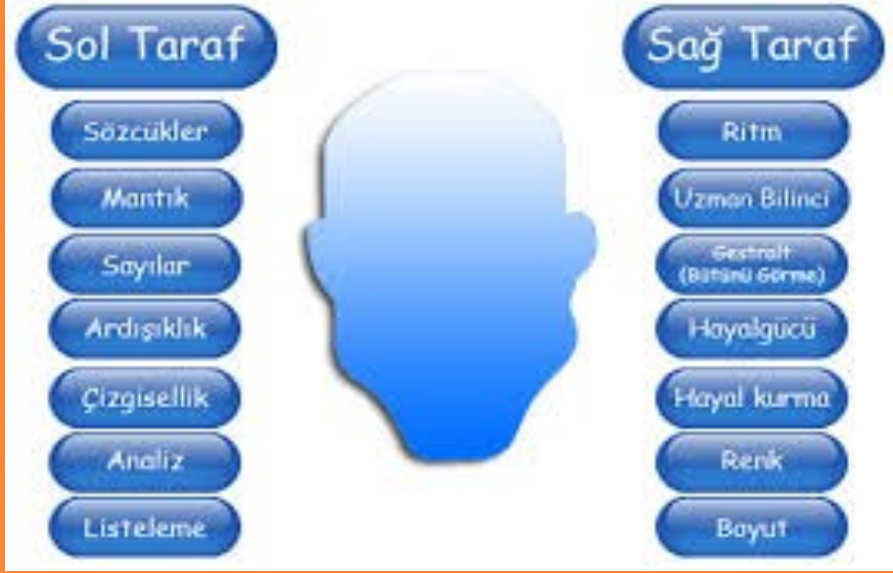 Sol Taraf
Sözcükler
Mantık
Sayılar
Ardışıklık
Çizgisellik
Analiz
Listeleme
Sağ Taraf
Ritm
Uzman Bilinci
Gestralt
(Bütünü Görme)
Hayalgücü
Hayal kurma
Renk
Boyut